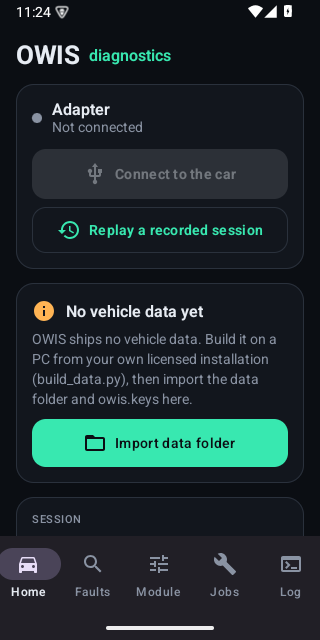 11:24
OWIS diagnostics
Adapter
Not connected
Connect to the car
Replay a recorded session
No vehicle data yet
OWIS ships no vehicle data. Build it on a
PC from your own licensed installation
(build_data.py), then import the data
folder and owis.keys here.
Import data folder
SESSION
Home Faults Module Jobs Log